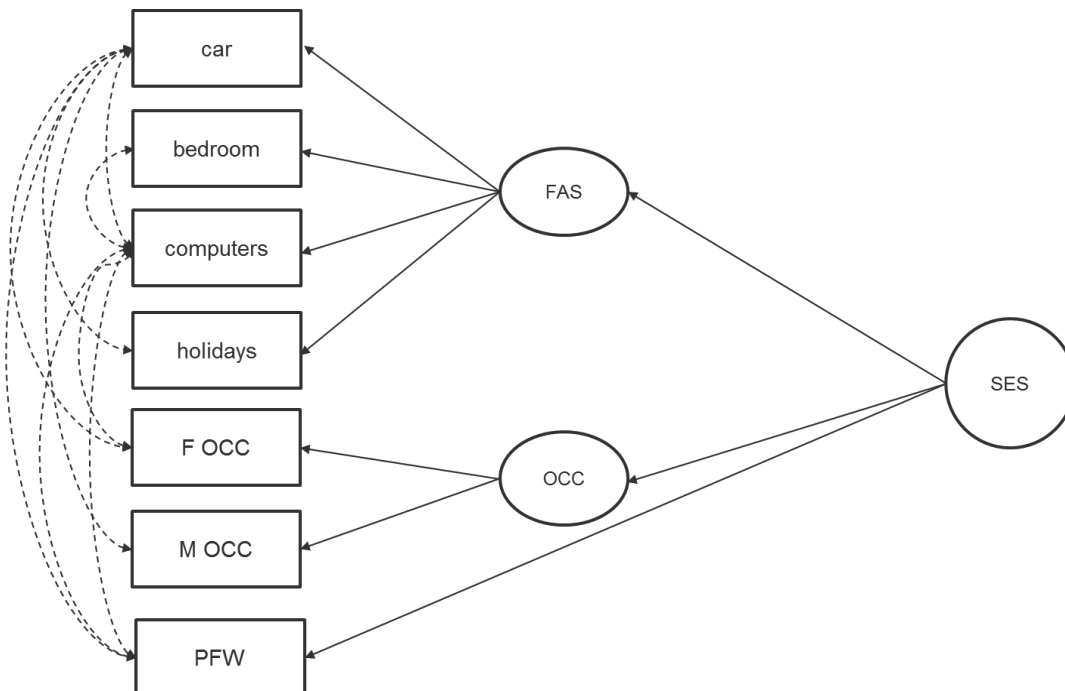 car
bedroom
FAS
computers
holidays
SES
F OCC
OCC
M OCC
PFW